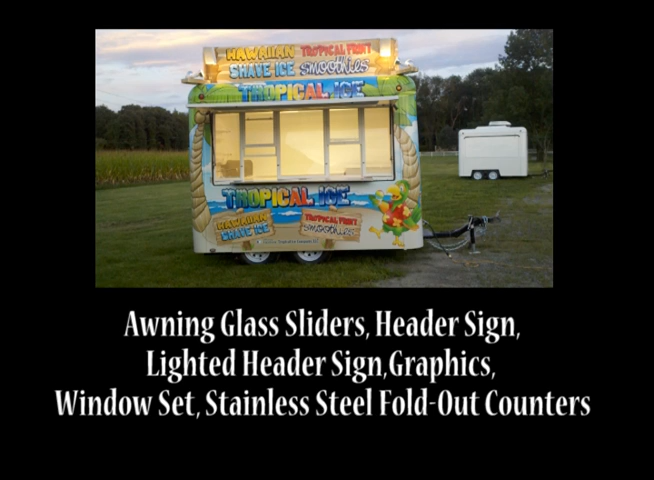 HAWAIIAN TROPICAL FRUIT
SHAVE ICE SMOOTHIES
TROPICAL ICE
TROPICAL ICE
HAWAIIAN TROPICAL FRUIT
SHAVE ICE SMOOTHIES
Awning Glass Sliders, Header Sign,
Lighted Header Sign,Graphics,
Window Set, Stainless Steel Fold-Out Counters